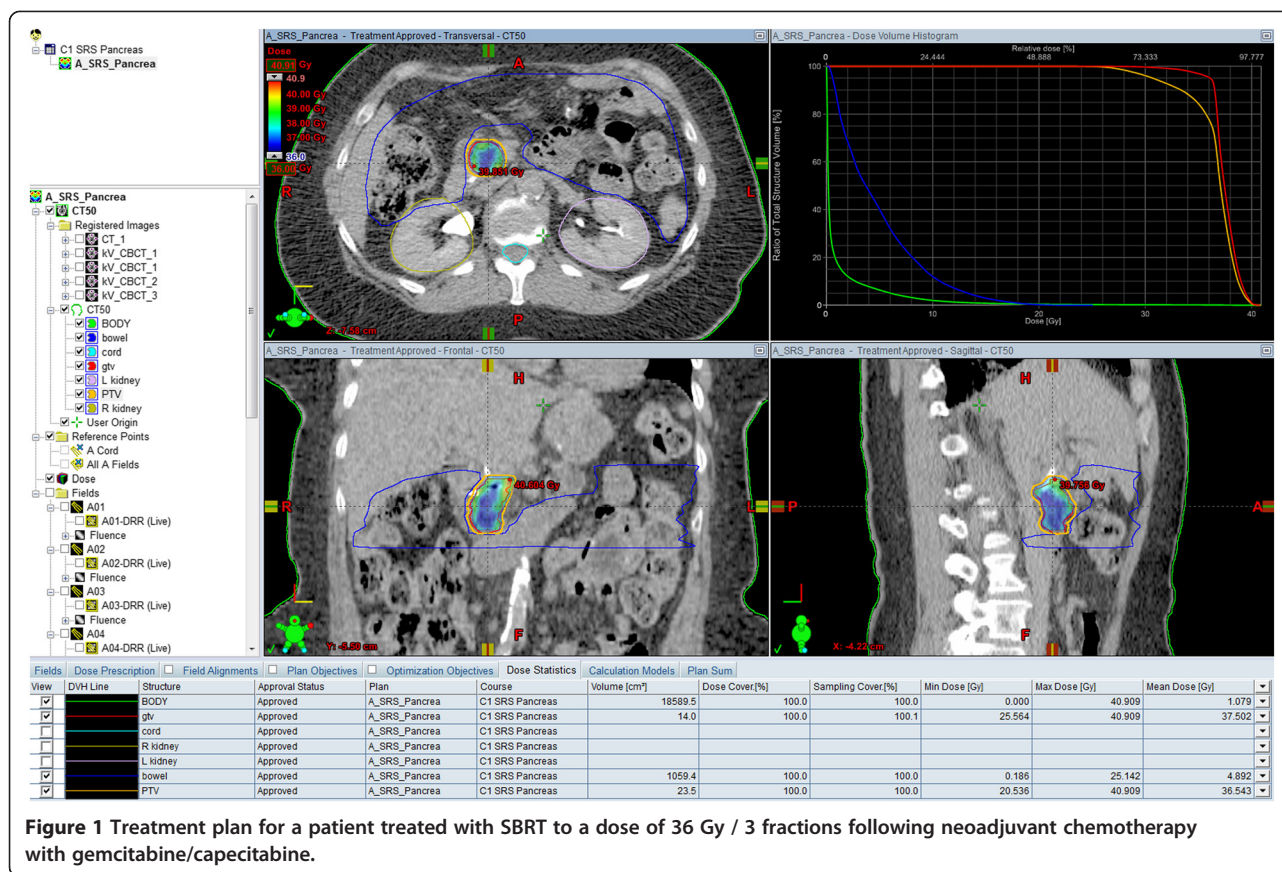 C1 SRS Pancreas
A_SRS_Pancrea
A_SRS_Pancrea - Treatment Approved - Transversal - CT50
Dose
40.91 Gy
40.9
40.00 Gy
39.00 Gy
38.00 Gy
37.00 Gy
36.0
36.00 Gy
A
R
L
P
Z: -7.58 cm
A_SRS_Pancrea - Dose Volume Histogram
Relative dose [%]
0 24.444 48.888 73.333 97.777
Ratio of Total Structure Volume [%]
100
80
60
40
20
0
0 10 20 30 40
Dose [Gy]
A_SRS_Pancrea
CT50
Registered Images
CT_1
kV_CBCT_1
kV_CBCT_1
kV_CBCT_2
kV_CBCT_3
CT50
BODY
bowel
cord
gtv
L kidney
PTV
R kidney
User Origin
Reference Points
A Cord
All A Fields
Dose
Fields
A01
A01-DRR (Live)
Fluence
A02
A02-DRR (Live)
Fluence
A03
A03-DRR (Live)
Fluence
A04
A04-DRR (Live)
A_SRS_Pancrea - Treatment Approved - Frontal - CT50
H
R
L
40.804 Gy
F
Y: -5.50 cm
A_SRS_Pancrea - Treatment Approved - Sagittal - CT50
H
P
A
F
X: -4.22 cm
Fields Dose Prescription Field Alignments Plan Objectives Optimization Objectives Dose Statistics Calculation Models Plan Sum
View DVH Line Structure Approval Status Plan Course Volume [cm³] Dose Cover.[%] Sampling Cover.[%] Min Dose [Gy] Max Dose [Gy] Mean Dose [Gy]
BODY Approved A_SRS_Pancrea C1 SRS Pancreas 18589.5 100.0 100.0 0.000 40.909 1.079
gtv Approved A_SRS_Pancrea C1 SRS Pancreas 14.0 100.0 100.1 25.564 40.909 37.502
cord Approved A_SRS_Pancrea C1 SRS Pancreas
R kidney Approved A_SRS_Pancrea C1 SRS Pancreas
L kidney Approved A_SRS_Pancrea C1 SRS Pancreas
bowel Approved A_SRS_Pancrea C1 SRS Pancreas 1059.4 100.0 100.0 0.186 25.142 4.892
PTV Approved A_SRS_Pancrea C1 SRS Pancreas 23.5 100.0 100.0 20.536 40.909 36.543
Figure 1 Treatment plan for a patient treated with SBRT to a dose of 36 Gy / 3 fractions following neoadjuvant chemotherapy
with gemcitabine/capecitabine.